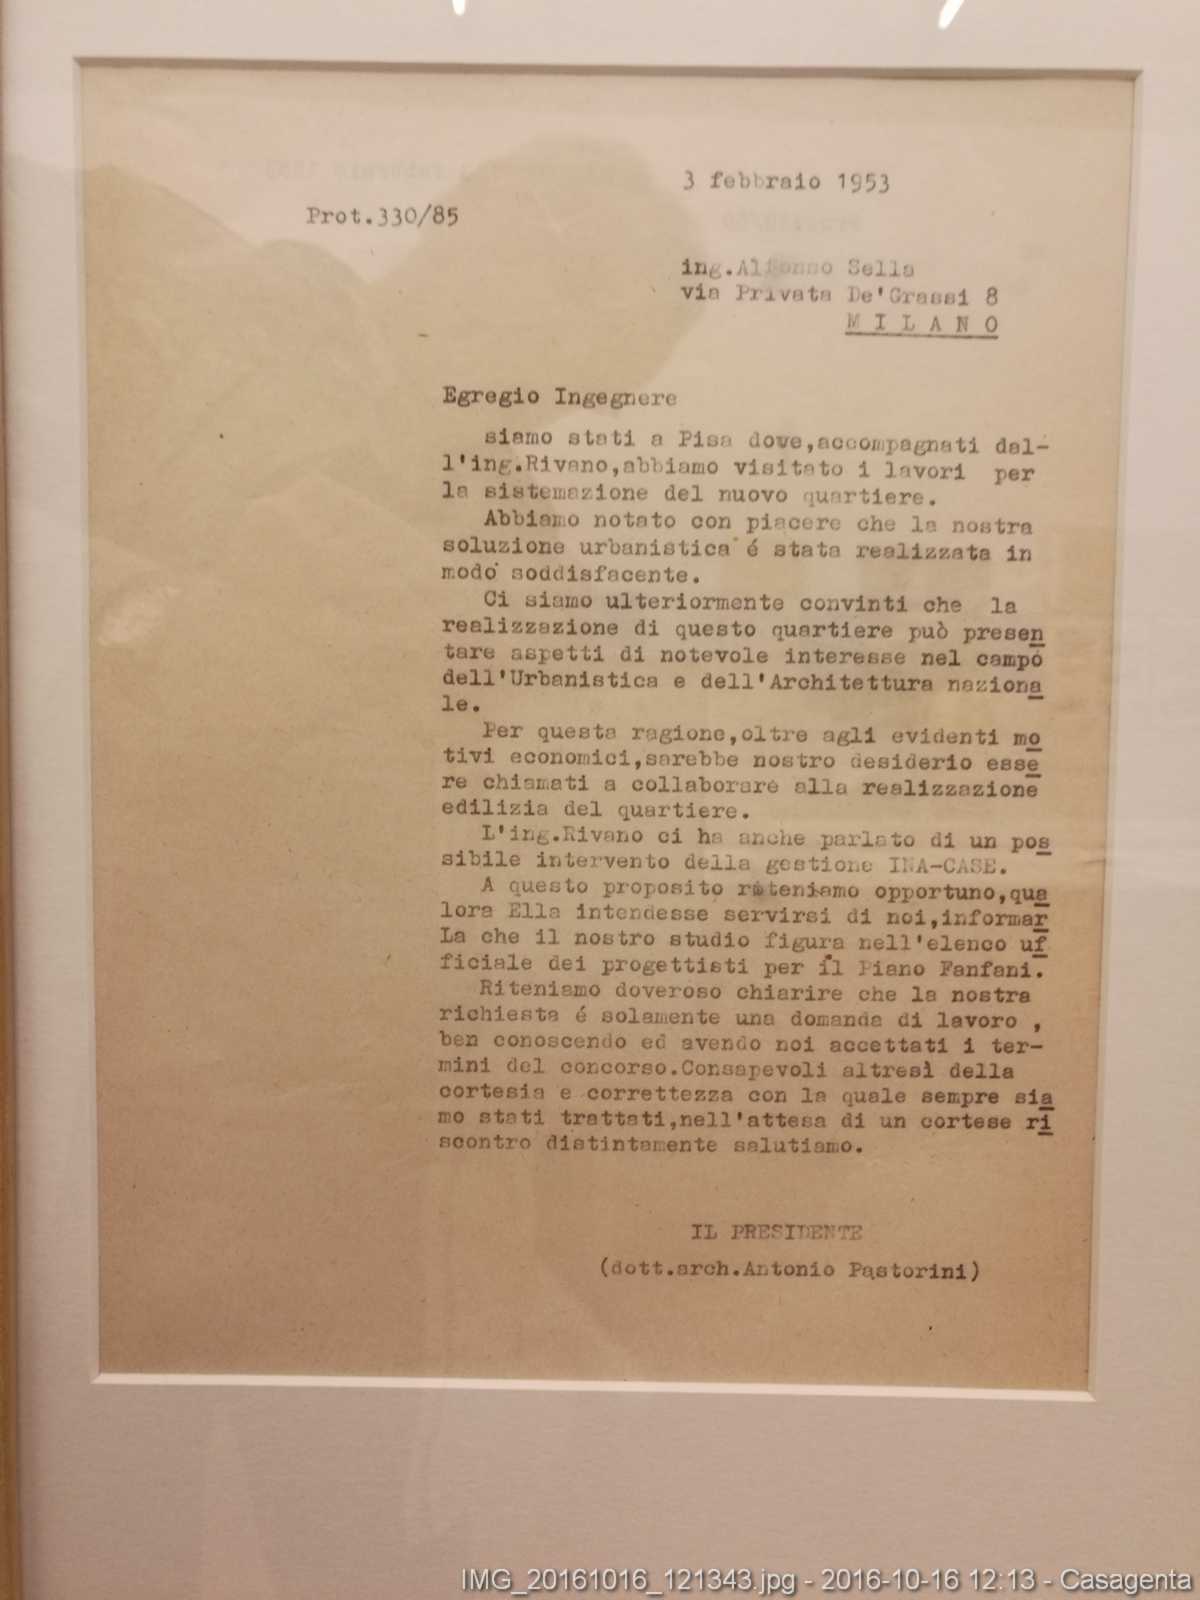 3 febbraio 1953
Prot.330/85
ing.Alfonso Sella
via Privata De'Grassi 8
M I L A N O
Egregio Ingegnere
siamo stati a Pisa dove,accompagnati dal-
l'ing.Rivano,abbiamo visitato i lavori per
la sistemazione del nuovo quartiere.
Abbiamo notato con piacere che la nostra
soluzione urbanistica é stata realizzata in
modo soddisfacente.
Ci siamo ulteriormente convinti che la
realizzazione di questo quartiere può presen
tare aspetti di notevole interesse nel campo
dell'Urbanistica e dell'Architettura naziona
le.
Per questa ragione,oltre agli evidenti mo
tivi economici,sarebbe nostro desiderio esse
re chiamati a collaborare alla realizzazione
edilizia del quartiere.
L'ing.Rivano ci ha anche parlato di un pos
sibile intervento della gestione INA-CASE.
A questo proposito riteniamo opportuno,qua
lora Ella intendesse servirsi di noi,informar
La che il nostro studio figura nell'elenco uf
ficiale dei progettisti per il Piano Fanfani.
Riteniamo doveroso chiarire che la nostra
richiesta é solamente una domanda di lavoro ,
ben conoscendo ed avendo noi accettati i ter-
mini del concorso.Consapevoli altresì della
cortesia e correttezza con la quale sempre sia
mo stati trattati,nell'attesa di un cortese ri
scontro distintamente salutiamo.
IL PRESIDENTE
(dott.arch.Antonio Pastorini)
IMG_20161016_121343.jpg - 2016-10-16 12:13 - Casagenta